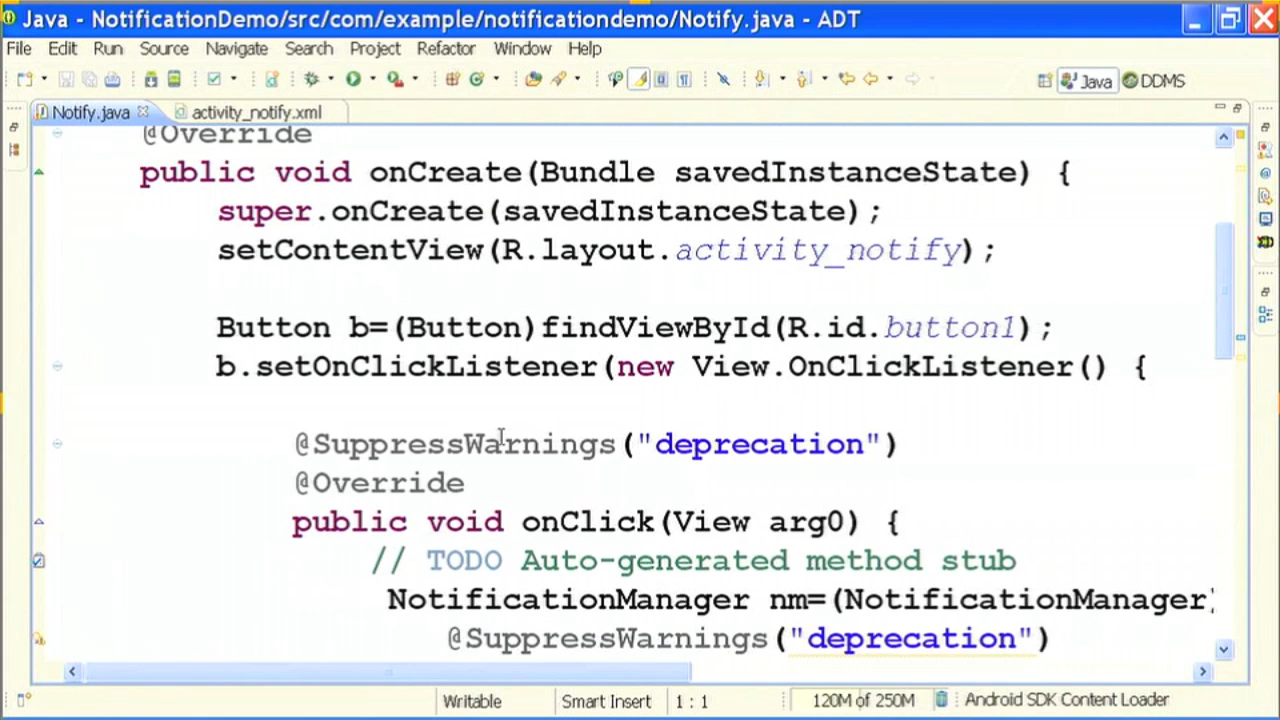 Java - NotificationDemo/src/com/example/notificationdemo/Notify.java - ADT
File Edit Run Source Navigate Search Project Refactor Window Help
Java DDMS
Notify.java activity_notify.xml
@Override
public void onCreate(Bundle savedInstanceState) {
super.onCreate(savedInstanceState);
setContentView(R.layout.activity_notify);
Button b=(Button)findViewById(R.id.button1);
b.setOnClickListener(new View.OnClickListener() {
@SuppressWarnings("deprecation")
@Override
public void onClick(View arg0) {
// TODO Auto-generated method stub
NotificationManager nm=(NotificationManager)
@SuppressWarnings("deprecation")
Writable Smart Insert 1 : 1 120M of 250M Android SDK Content Loader